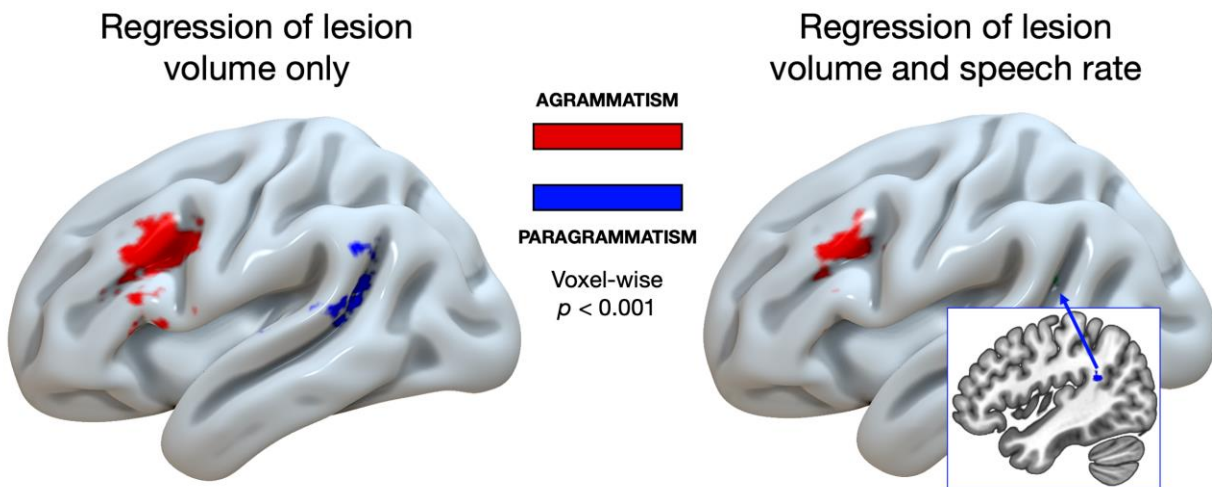 Regression of lesion
volume only
AGRAMMATISM
PARAGRAMMATISM
Voxel-wise
p < 0.001
Regression of lesion
volume and speech rate